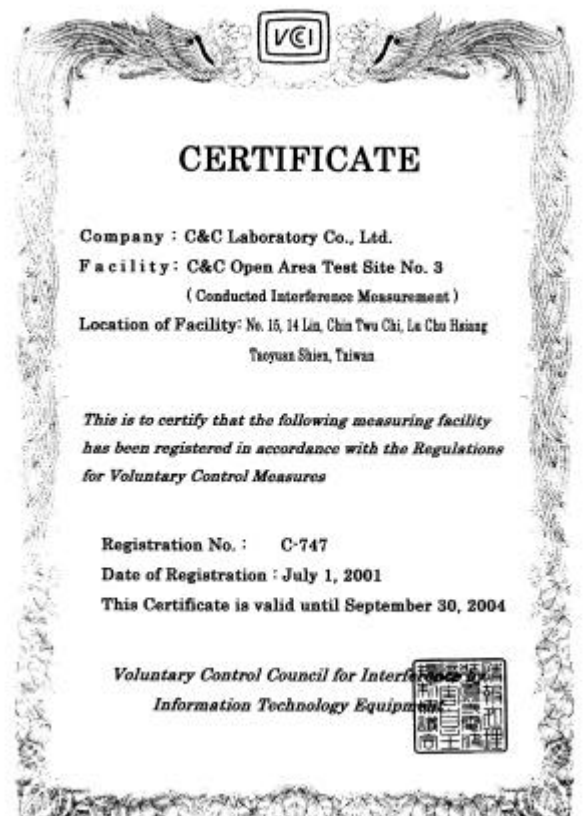 VCCI
CERTIFICATE
Company : C&C Laboratory Co., Ltd.
Facility: C&C Open Area Test Site No. 3
( Conducted Interference Measurement )
Location of Facility: No. 15, 14 Lin, Chin Twu Chi, Lu Chu Hsiang
Taoyuan Shien, Taiwan
This is to certify that the following measuring facility
has been registered in accordance with the Regulations
for Voluntary Control Measures
Registration No. : C-747
Date of Registration : July 1, 2001
This Certificate is valid until September 30, 2004
Voluntary Control Council for Interference by
Information Technology Equipment